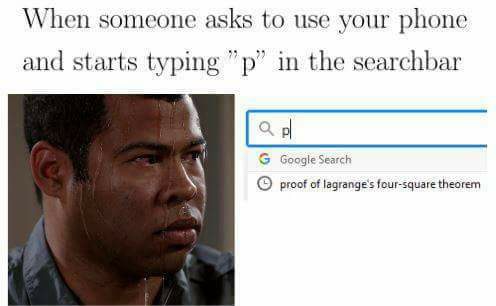 When someone asks to use your phone
and starts typing ”p” in the searchbar
p
Google Search
proof of lagrange's four-square theorem